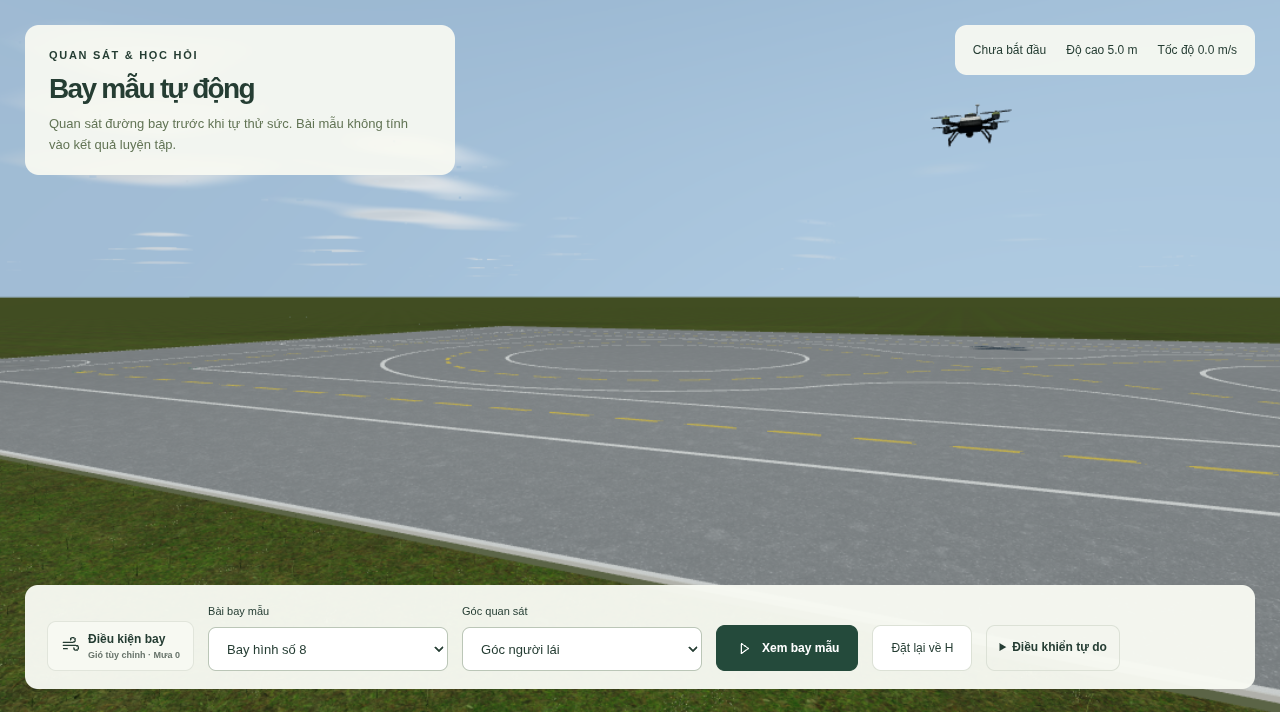 QUAN SÁT & HỌC HỎI
Bay mẫu tự động
Quan sát đường bay trước khi tự thử sức. Bài mẫu không tính
vào kết quả luyện tập.
Chưa bắt đầu Độ cao 5.0 m Tốc độ 0.0 m/s
Điều kiện bay
Gió tùy chỉnh · Mưa 0
Bài bay mẫu
Bay hình số 8
Góc quan sát
Góc người lái
Xem bay mẫu
Đặt lại về H
Điều khiển tự do